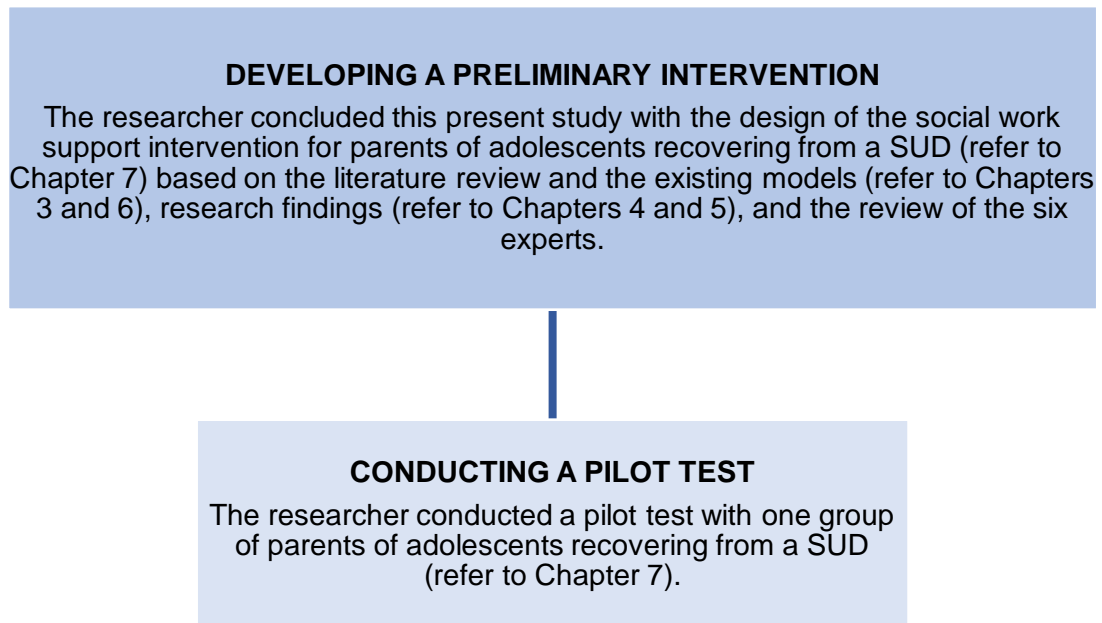 DEVELOPING A PRELIMINARY INTERVENTION
The researcher concluded this present study with the design of the social work
support intervention for parents of adolescents recovering from a SUD (refer to
Chapter 7) based on the literature review and the existing models (refer to Chapters
3 and 6), research findings (refer to Chapters 4 and 5), and the review of the six
experts.
CONDUCTING A PILOT TEST
The researcher conducted a pilot test with one group
of parents of adolescents recovering from a SUD
(refer to Chapter 7).